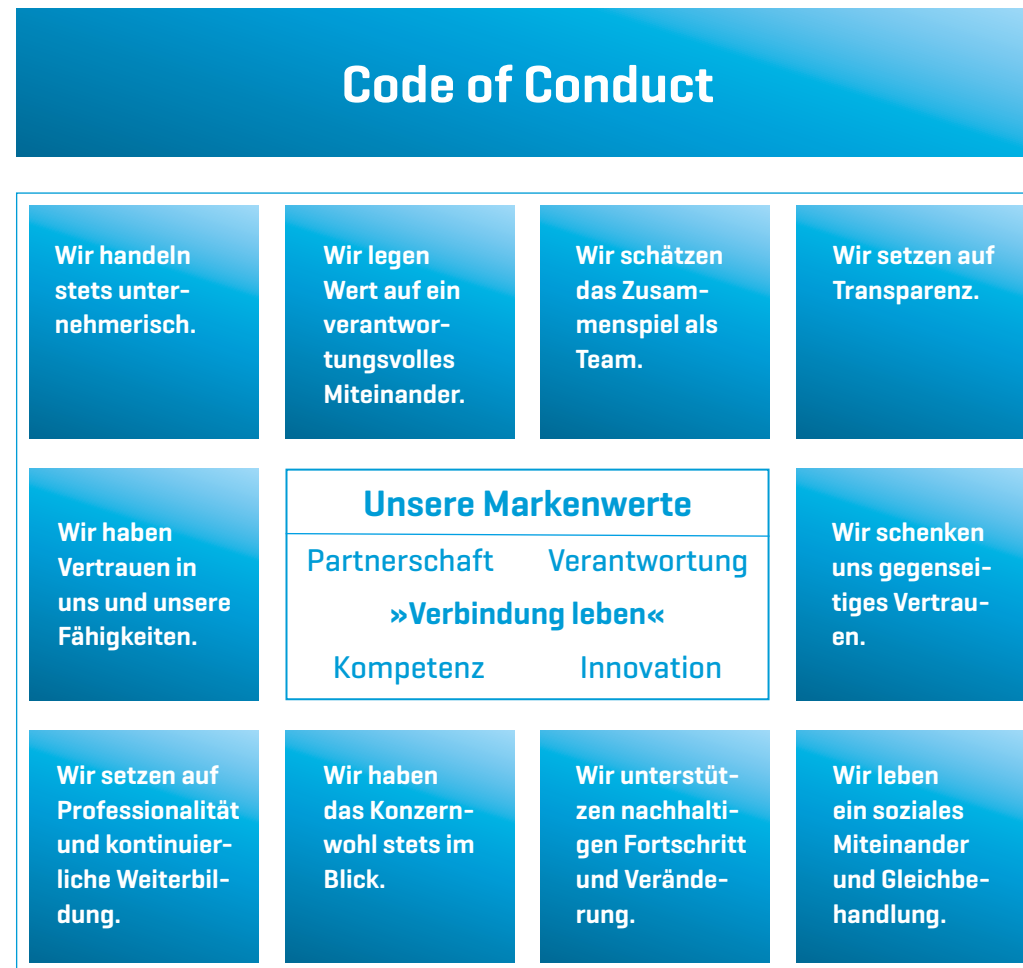 Code of Conduct
Wir handeln
stets unter-
nehmerisch.
Wir legen
Wert auf ein
verantwor-
tungsvolles
Miteinander.
Wir schätzen
das Zusam-
menspiel als
Team.
Wir setzen auf
Transparenz.
Wir haben
Vertrauen in
uns und unsere
Fähigkeiten.
Unsere Markenwerte
Partnerschaft Verantwortung
»Verbindung leben«
Kompetenz Innovation
Wir schenken
uns gegensei-
tiges Vertrau-
en.
Wir setzen auf
Professionalität
und kontinuier-
liche Weiterbil-
dung.
Wir haben
das Konzern-
wohl stets im
Blick.
Wir unterstüt-
zen nachhalti-
gen Fortschritt
und Verände-
rung.
Wir leben
ein soziales
Miteinander
und Gleichbe-
handlung.